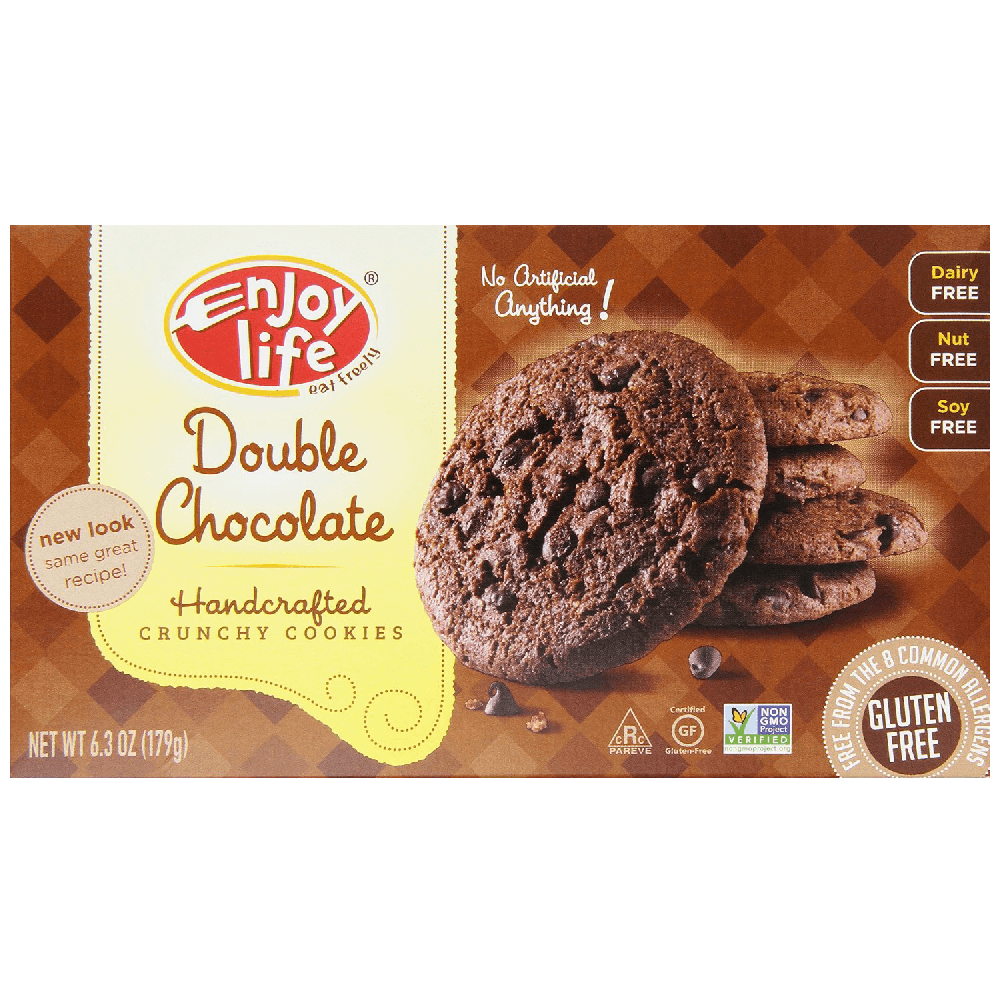 enjoy
life
®
eat freely
Double
Chocolate
Handcrafted
CRUNCHY COOKIES
new look
same great
recipe!
NET WT 6.3 OZ (179g)
No Artificial
Anything!
Dairy
FREE
Nut
FREE
Soy
FREE
cRc
PAREVE
Certified
GF
Gluten-Free
NON
GMO
Project
VERIFIED
nongmoproject.org
FREE FROM THE 8 COMMON ALLERGENS
GLUTEN
FREE